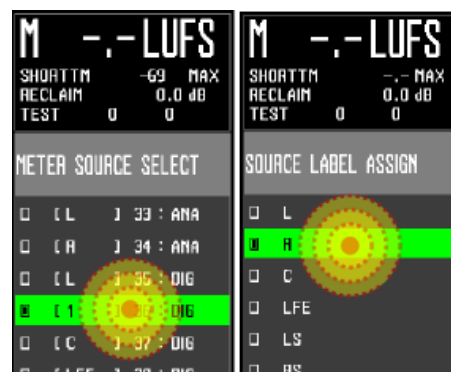 M -.- LUFS
SHORTTM -69 MAX
RECLAIM 0.0 dB
TEST 0 0
METER SOURCE SELECT
[ L ] 33 : ANA
[ R ] 34 : ANA
[ L ] 35 : DIG
[ 1 DIG
[ C ] 37 : DIG
M -.- LUFS
SHORTTM -.- MAX
RECLAIM 0.0 dB
TEST 0 0
SOURCE LABEL ASSIGN
L
R
C
LFE
LS
RS